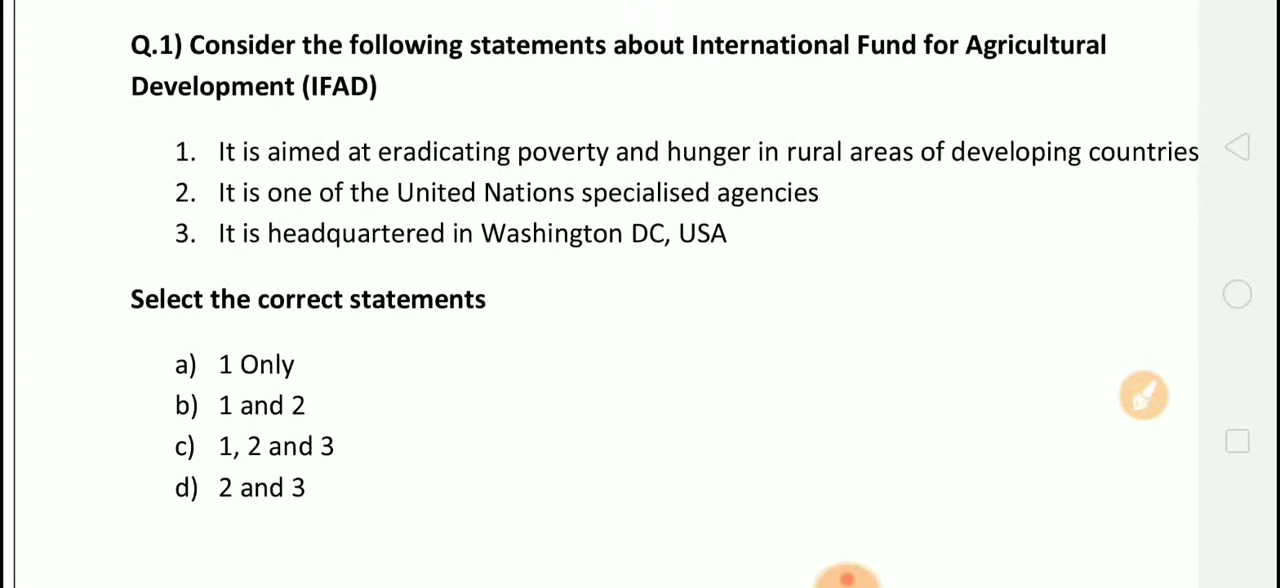 Q.1) Consider the following statements about International Fund for Agricultural
Development (IFAD)
1. It is aimed at eradicating poverty and hunger in rural areas of developing countries
2. It is one of the United Nations specialised agencies
3. It is headquartered in Washington DC, USA
Select the correct statements
a) 1 Only
b) 1 and 2
c) 1, 2 and 3
d) 2 and 3